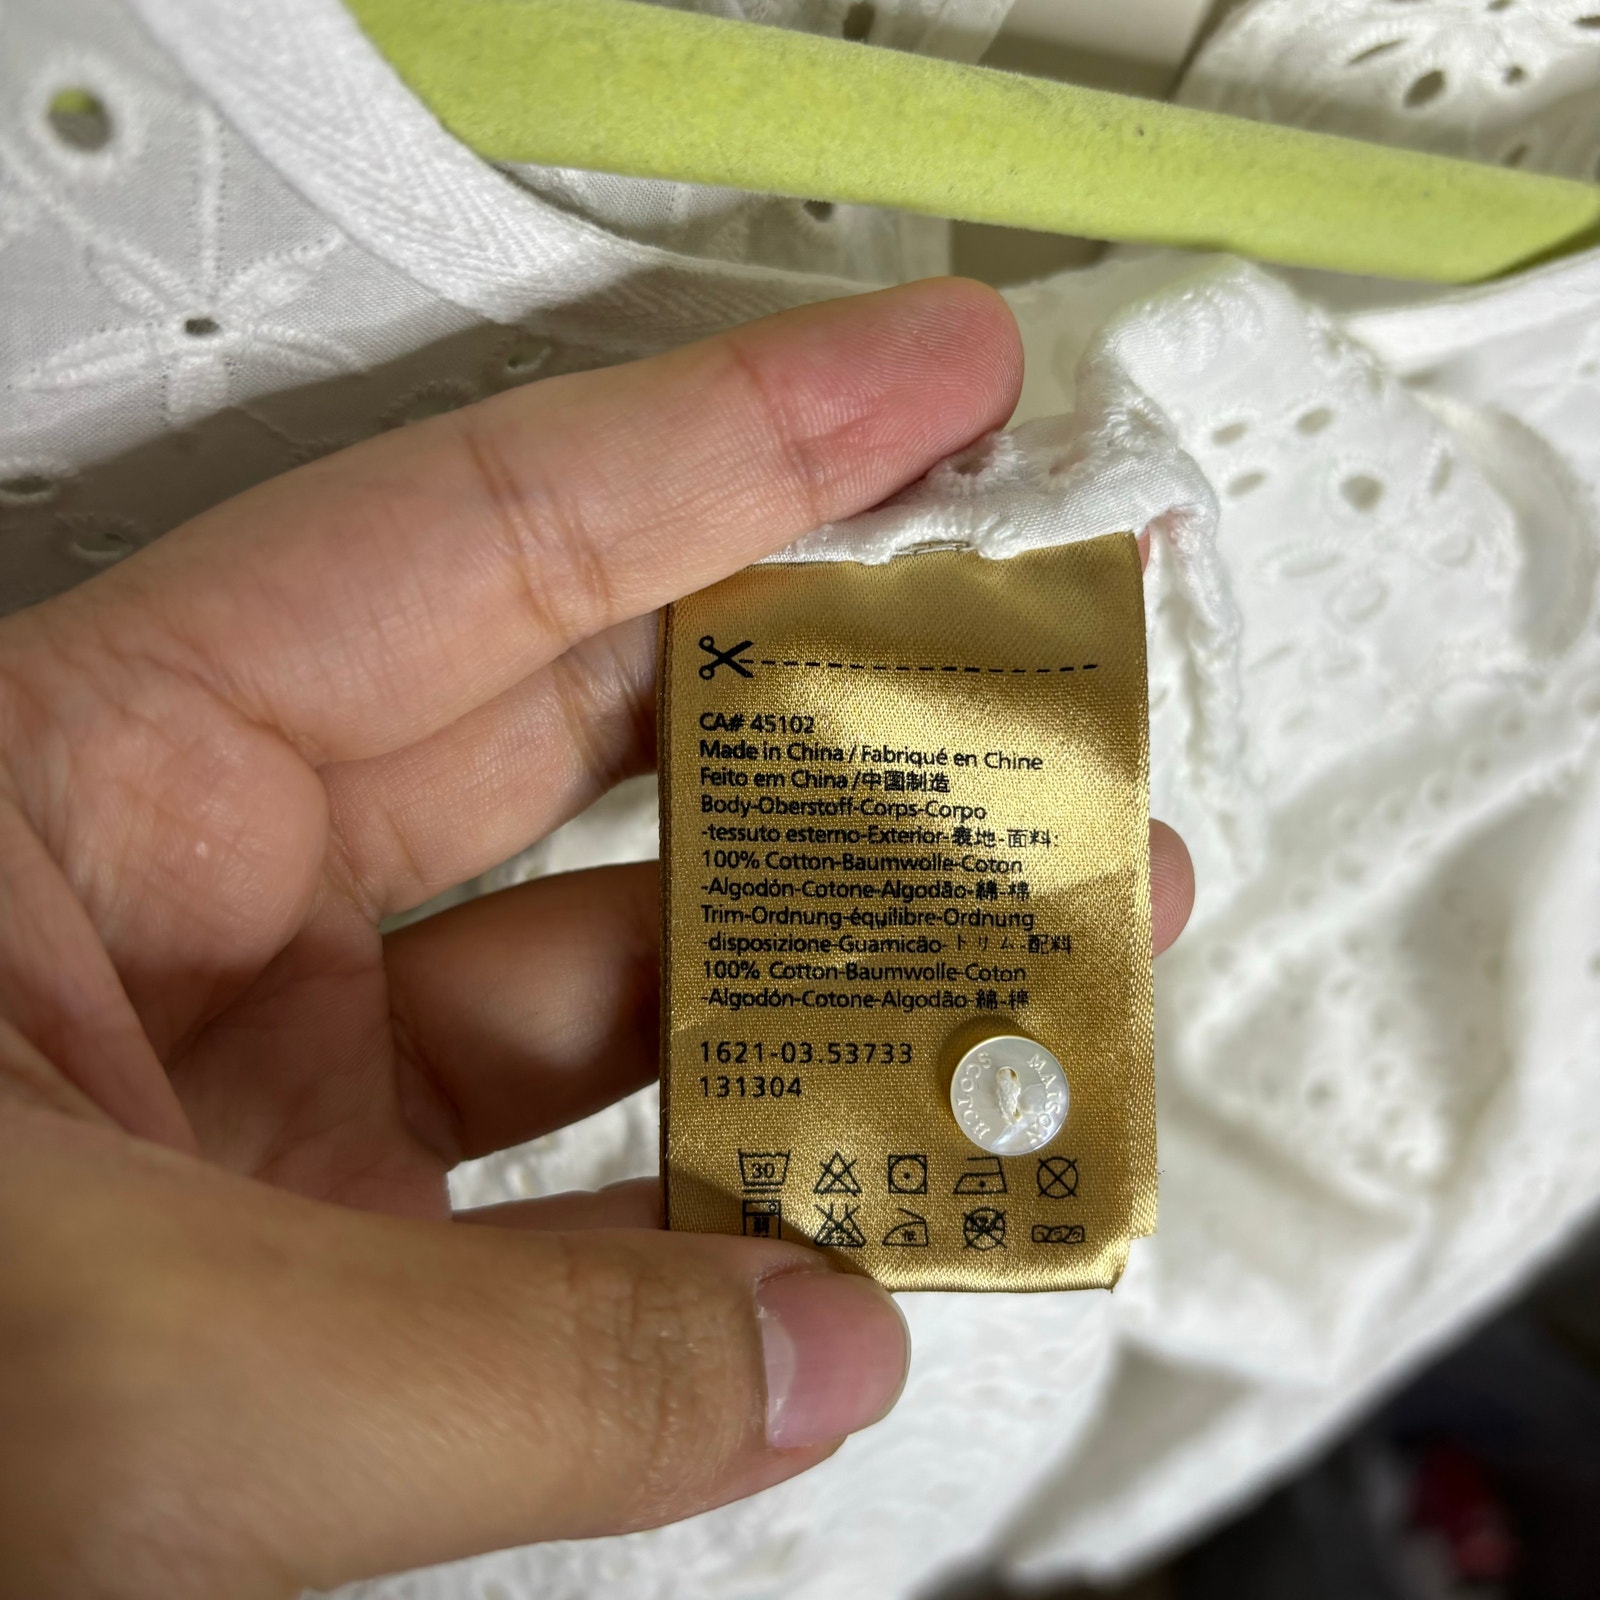 CA# 45102
Made in China / Fabriqué en Chine
Feito em China /中國制造
Body-Oberstoff-Corps-Corpo
-tessuto esterno-Exterior-表地-面料:
100% Cotton-Baumwolle-Coton
-Algodón-Cotone-Algodão-綿-棉
Trim-Ordnung-équilibre-Ordnung
-disposizione-Guarnicão-トリム-配料
100% Cotton-Baumwolle-Coton
-Algodón-Cotone-Algodão-綿-棉
1621-03.53733
131304
MAISON
SCOTCH
30